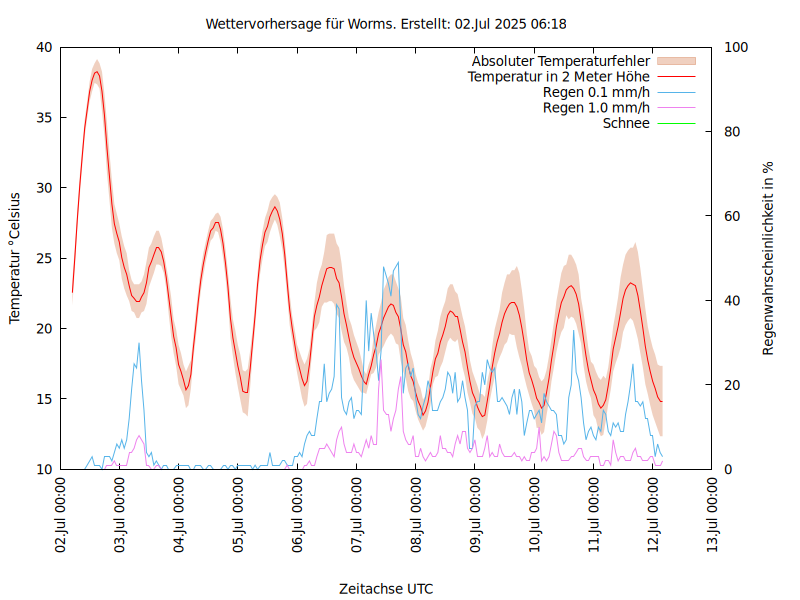 Wettervorhersage für Worms. Erstellt: 02.Jul 2025 06:18
Absoluter Temperaturfehler
Temperatur in 2 Meter Höhe
Regen 0.1 mm/h
Regen 1.0 mm/h
Schnee
Temperatur °Celsius
40
35
30
25
20
15
10
100
80
60
40
20
0
Regenwahrscheinlichkeit in %
02.Jul 00:00
03.Jul 00:00
04.Jul 00:00
05.Jul 00:00
06.Jul 00:00
07.Jul 00:00
08.Jul 00:00
09.Jul 00:00
10.Jul 00:00
11.Jul 00:00
12.Jul 00:00
13.Jul 00:00
Zeitachse UTC